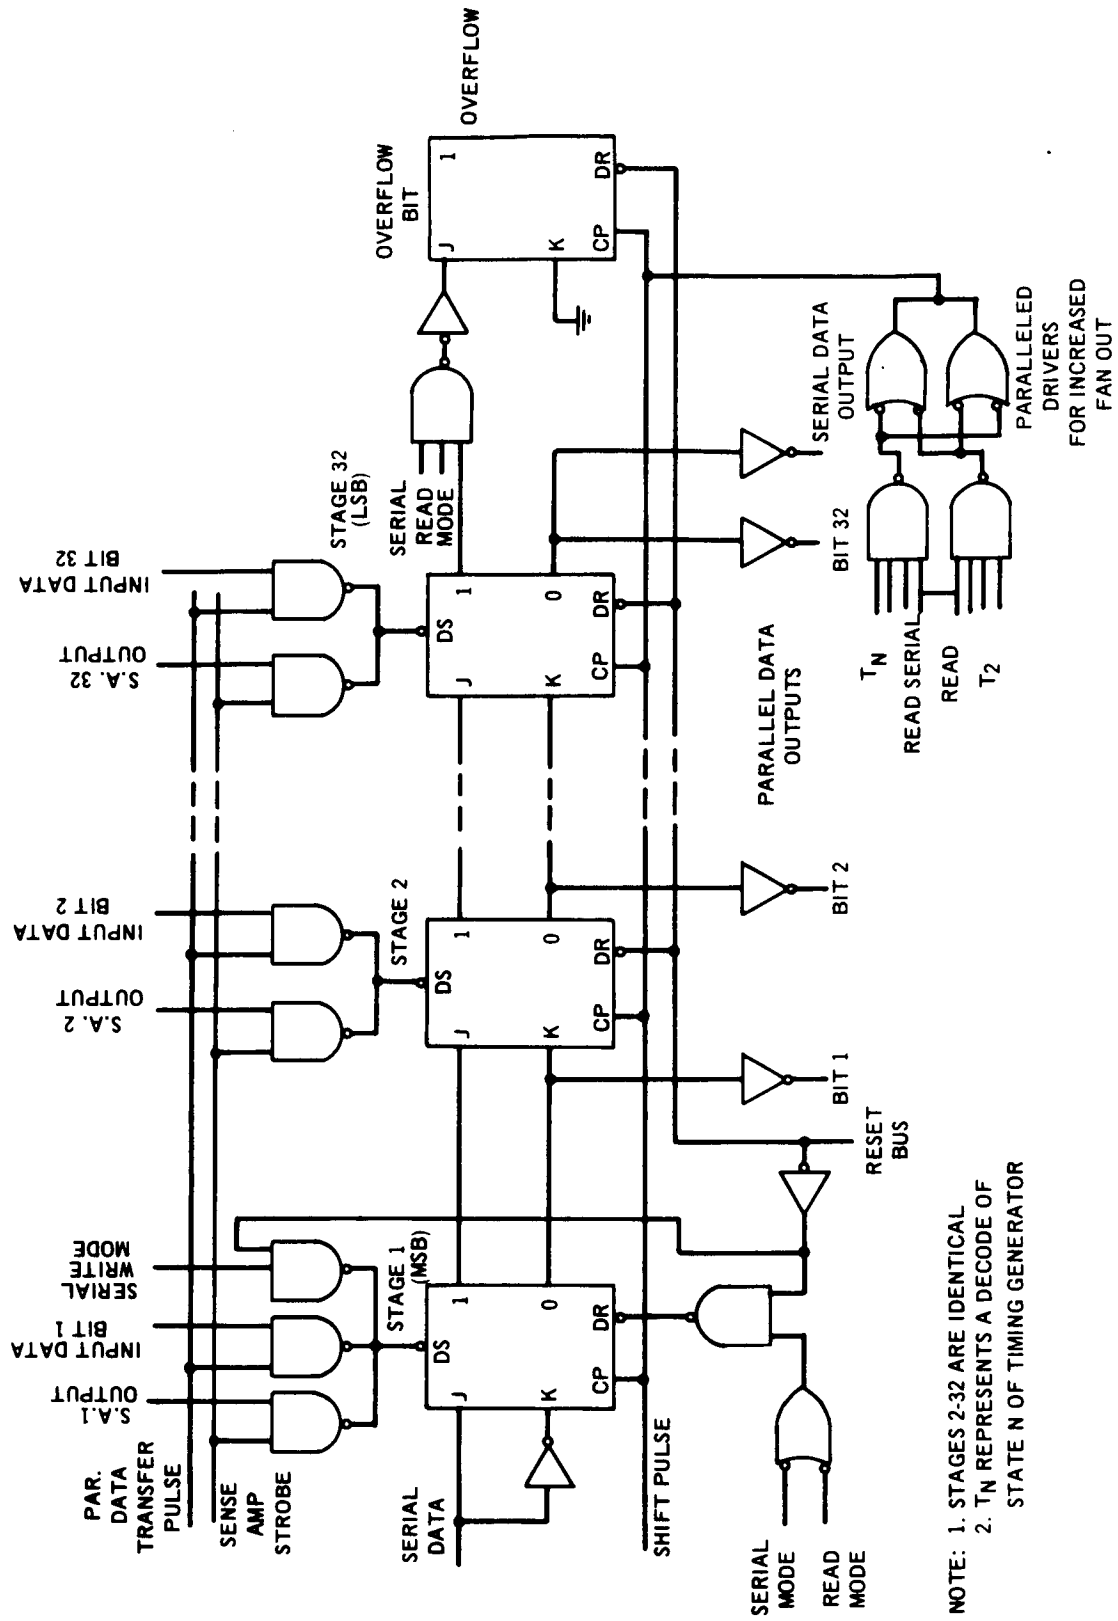 PAR.
DATA
TRANSFER
PULSE
SENSE
AMP
STROBE
S.A.1
OUTPUT
INPUT DATA
BIT 1
SERIAL
WRITE
MODE
S.A. 2
OUTPUT
INPUT DATA
BIT 2
S.A. 32
OUTPUT
INPUT DATA
BIT 32
STAGE 1
(MSB)
STAGE 2
STAGE 32
(LSB)
SERIAL
READ
MODE
OVERFLOW
BIT
OVERFLOW
SERIAL
DATA
J
K
DS
CP
DR
1
0
J
K
DS
CP
DR
1
0
J
K
DS
CP
DR
1
0
J
K
CP
DR
1
SHIFT PULSE
SERIAL
MODE
READ
MODE
RESET
BUS
BIT 1
BIT 2
PARALLEL DATA
OUTPUTS
BIT 32
SERIAL DATA
OUTPUT
TN
READ SERIAL
READ
T2
PARALLELED
DRIVERS
FOR INCREASED
FAN OUT
NOTE: 1. STAGES 2-32 ARE IDENTICAL
2. TN REPRESENTS A DECODE OF
STATE N OF TIMING GENERATOR